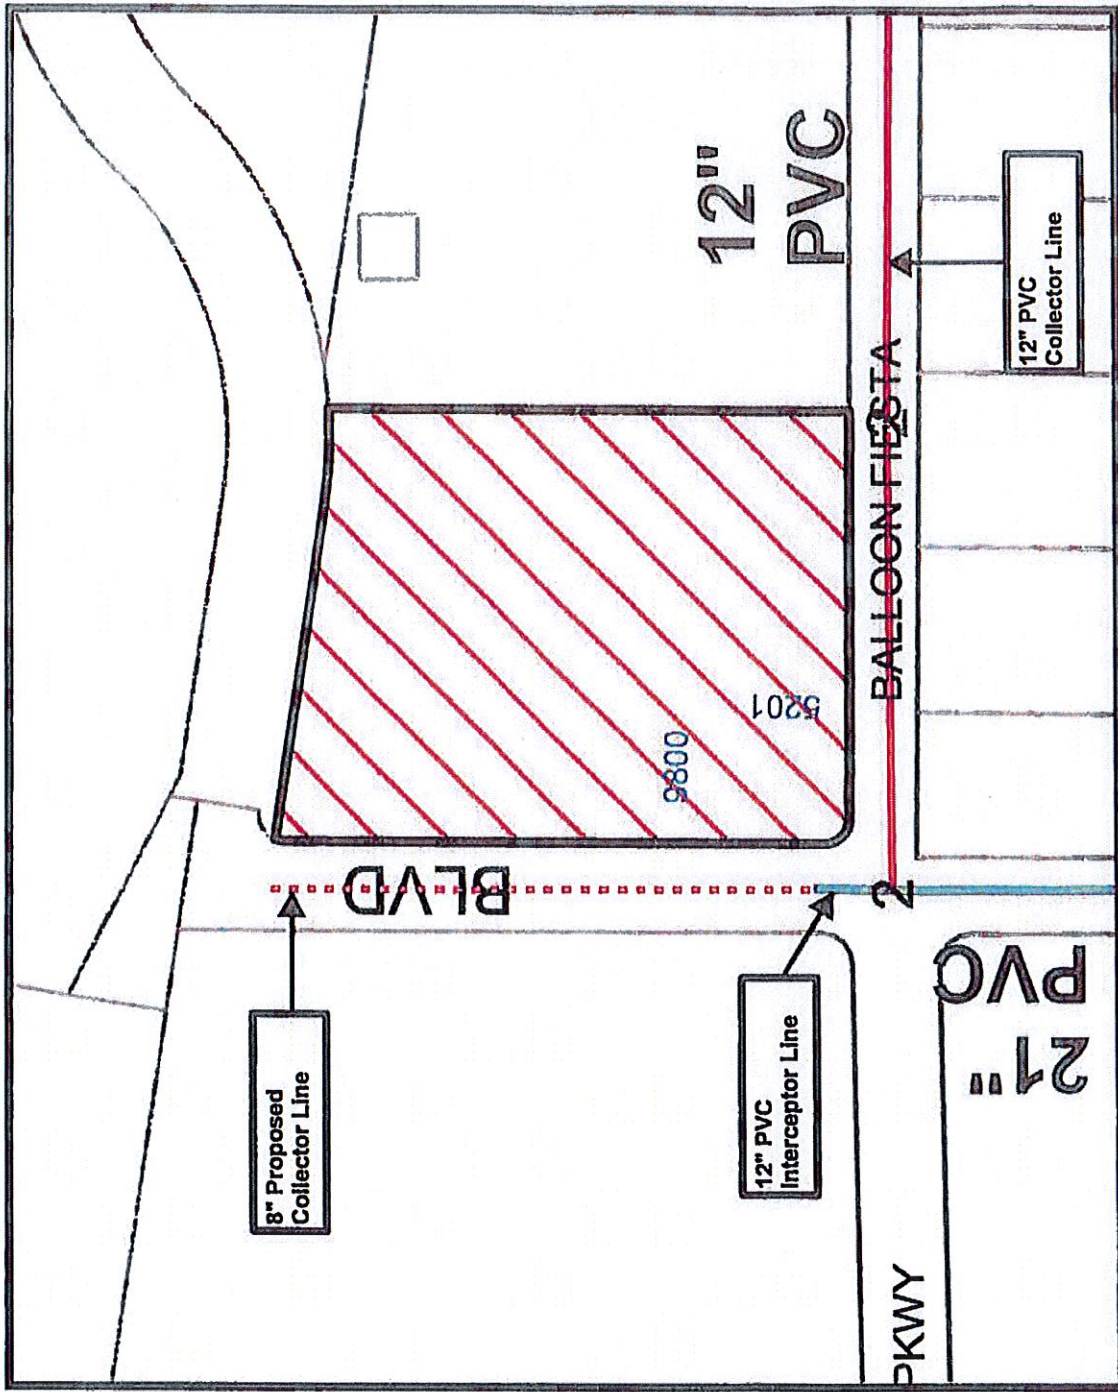 8" Proposed
Collector Line
12" PVC
Interceptor Line
12" PVC
Collector Line
12"
PVC
21"
PVC
BLVD
BALLOON FIESTA
PKWY
9800
5201
2